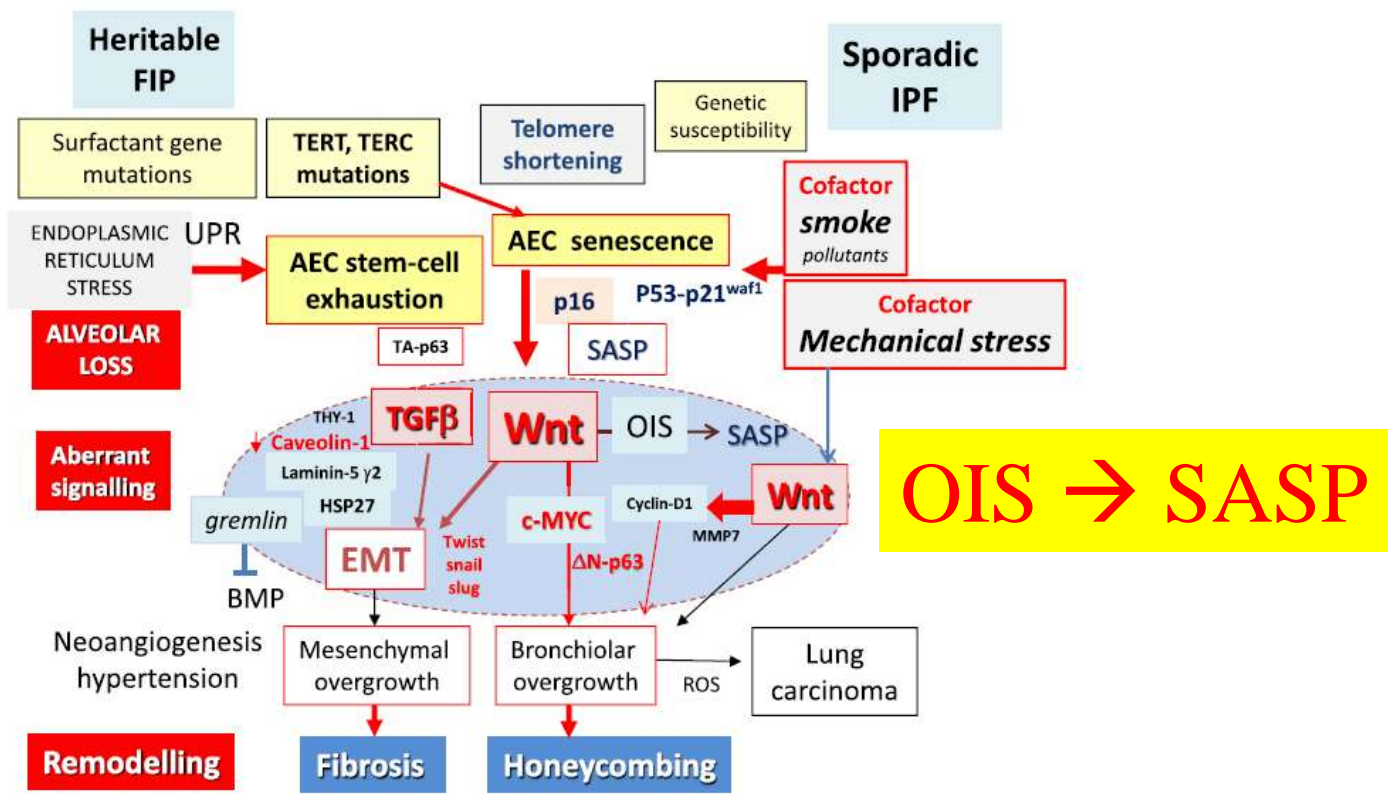 Heritable
FIP
Sporadic
IPF
Surfactant gene
mutations
TERT, TERC
mutations
Telomere
shortening
Genetic
susceptibility
Cofactor
smoke
pollutants
ENDOPLASMIC
RETICULUM
STRESS
UPR
AEC stem-cell
exhaustion
AEC senescence
p16
P53-p21waf1
Cofactor
Mechanical stress
ALVEOLAR
LOSS
TA-p63
SASP
THY-1
TGFβ
Wnt
OIS
SASP
Caveolin-1
Aberrant
signalling
Laminin-5 γ2
HSP27
gremlin
Cyclin-D1
Wnt
MMP7
c-MYC
OIS → SASP
EMT
Twist
snail
slug
ΔN-p63
BMP
Neoangiogenesis
hypertension
Mesenchymal
overgrowth
Bronchiolar
overgrowth
ROS
Lung
carcinoma
Remodelling
Fibrosis
Honeycombing